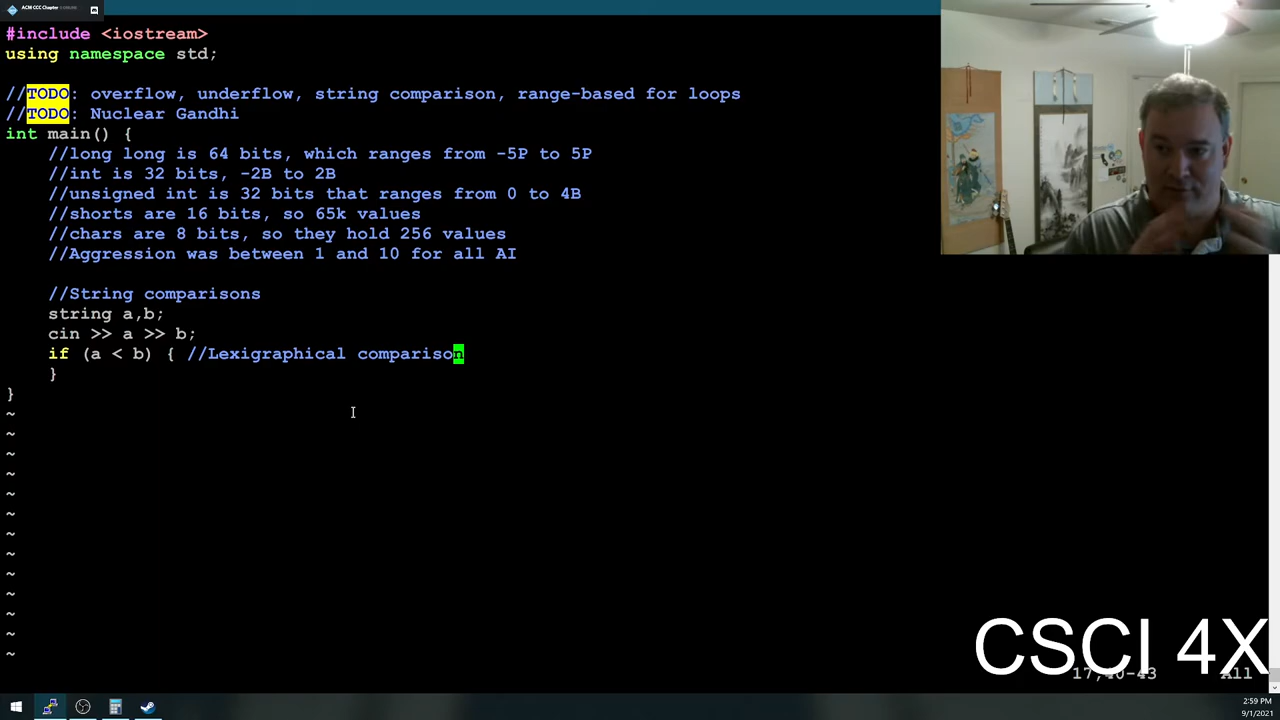 ACM CCC Chapter
#include <iostream>
using namespace std;
//TODO: overflow, underflow, string comparison, range-based for loops
//TODO: Nuclear Gandhi
int main() {
//long long is 64 bits, which ranges from -5P to 5P
//int is 32 bits, -2B to 2B
//unsigned int is 32 bits that ranges from 0 to 4B
//shorts are 16 bits, so 65k values
//chars are 8 bits, so they hold 256 values
//Aggression was between 1 and 10 for all AI
//String comparisons
string a,b;
cin >> a >> b;
if (a < b) { //Lexigraphical comparison
}
}
~
~
~
~
~
~
~
~
~
~
~
~
~
CSCI 4X
17,40-43 All
2:59 PM
9/1/2021